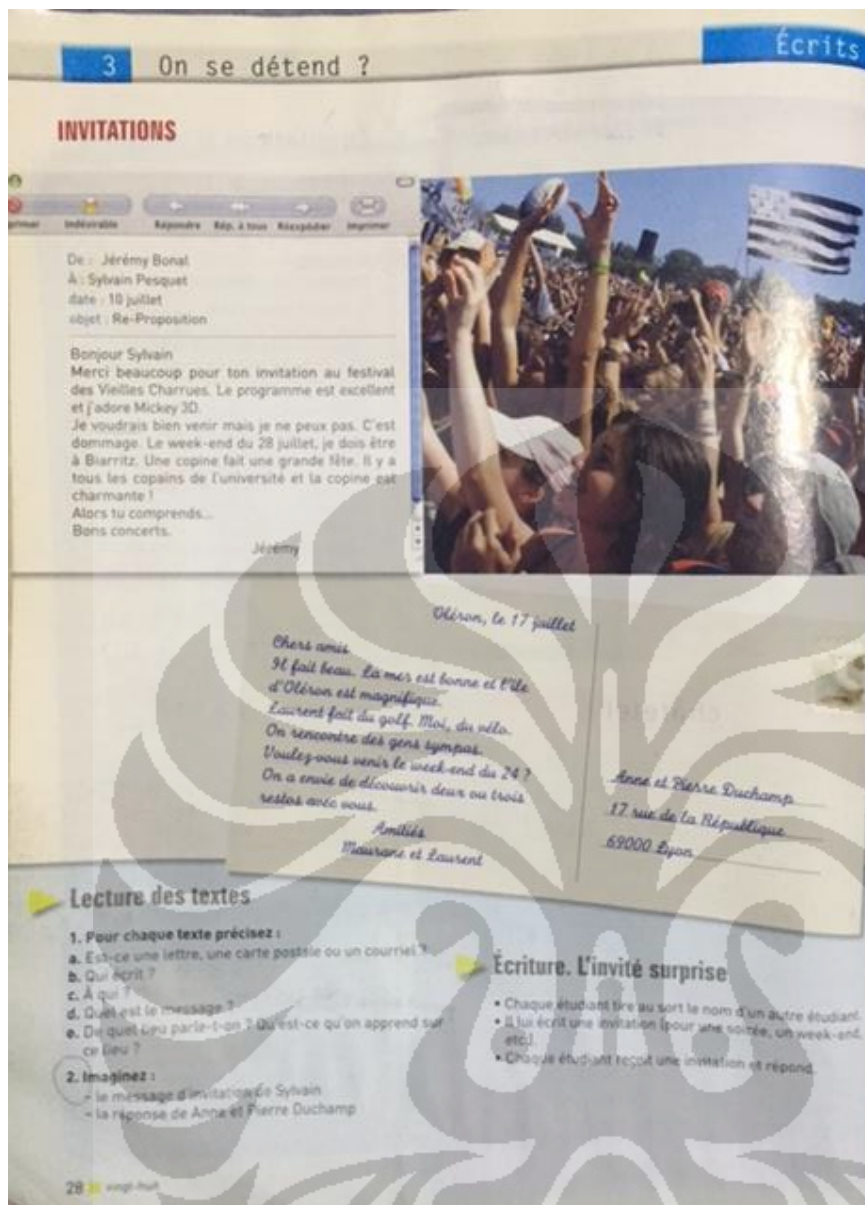 3 On se détend ?
Écrits
INVITATIONS
Indésirable Répondre Rép. à tous Réexpédier Imprimer
De : Jérémy Bonal
À : Sylvain Pesquet
date : 10 juillet
objet : Re-Proposition
Bonjour Sylvain
Merci beaucoup pour ton invitation au festival
des Vieilles Charrues. Le programme est excellent
et j'adore Mickey 3D.
Je voudrais bien venir mais je ne peux pas. C'est
dommage. Le week-end du 28 juillet, je dois être
à Biarritz. Une copine fait une grande fête. Il y a
tous les copains de l'université et la copine est
charmante !
Alors tu comprends...
Bons concerts.
Jérémy
Oléron, le 17 juillet
Chers amis
Il fait beau. La mer est bonne et l'île
d'Oléron est magnifique.
Laurent fait du golf. Moi, du vélo.
On rencontre des gens sympas.
Voulez-vous venir le week-end du 24 ?
On a envie de découvrir deux ou trois
restos avec vous.
Amitiés
Maurane et Laurent
Anne et Pierre Duchamp
17 rue de la République
69000 Lyon
Lecture des textes
1. Pour chaque texte précisez :
a. Est-ce une lettre, une carte postale ou un courriel ?
b. Qui écrit ?
c. À qui ?
d. Quel est le message ?
e. De quel lieu parle-t-on ? Qu'est-ce qu'on apprend sur
ce lieu ?
2. Imaginez :
– le message d'invitation de Sylvain
– la réponse de Anne et Pierre Duchamp
Écriture. L'invité surprise
• Chaque étudiant tire au sort le nom d'un autre étudiant.
• Il lui écrit une invitation (pour une soirée, un week-end,
etc).
• Chaque étudiant reçoit une invitation et répond.
28 vingt-huit